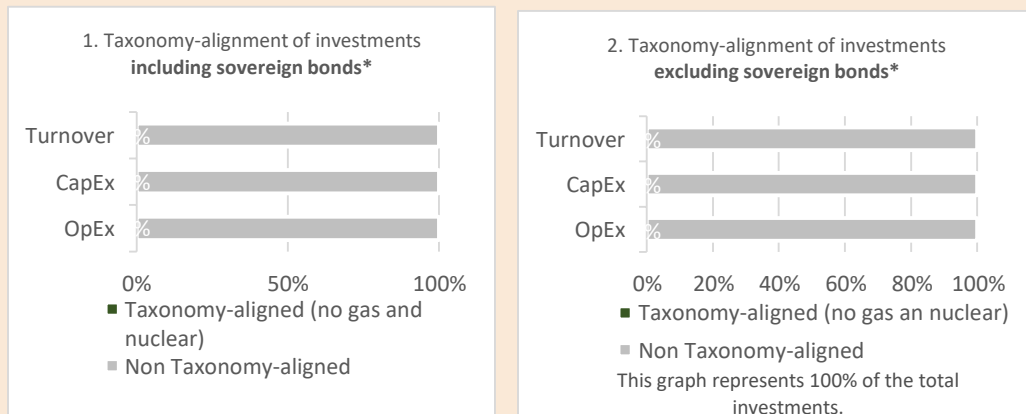 1. Taxonomy-alignment of investments
including sovereign bonds*
Turnover
%
CapEx
%
OpEx
%
0% 50% 100%
■ Taxonomy-aligned (no gas and
nuclear)
■ Non Taxonomy-aligned
2. Taxonomy-alignment of investments
excluding sovereign bonds*
Turnover
%
CapEx
%
OpEx
%
0% 20% 40% 60% 80% 100%
■ Taxonomy-aligned (no gas an nuclear)
■ Non Taxonomy-aligned
This graph represents 100% of the total
investments.